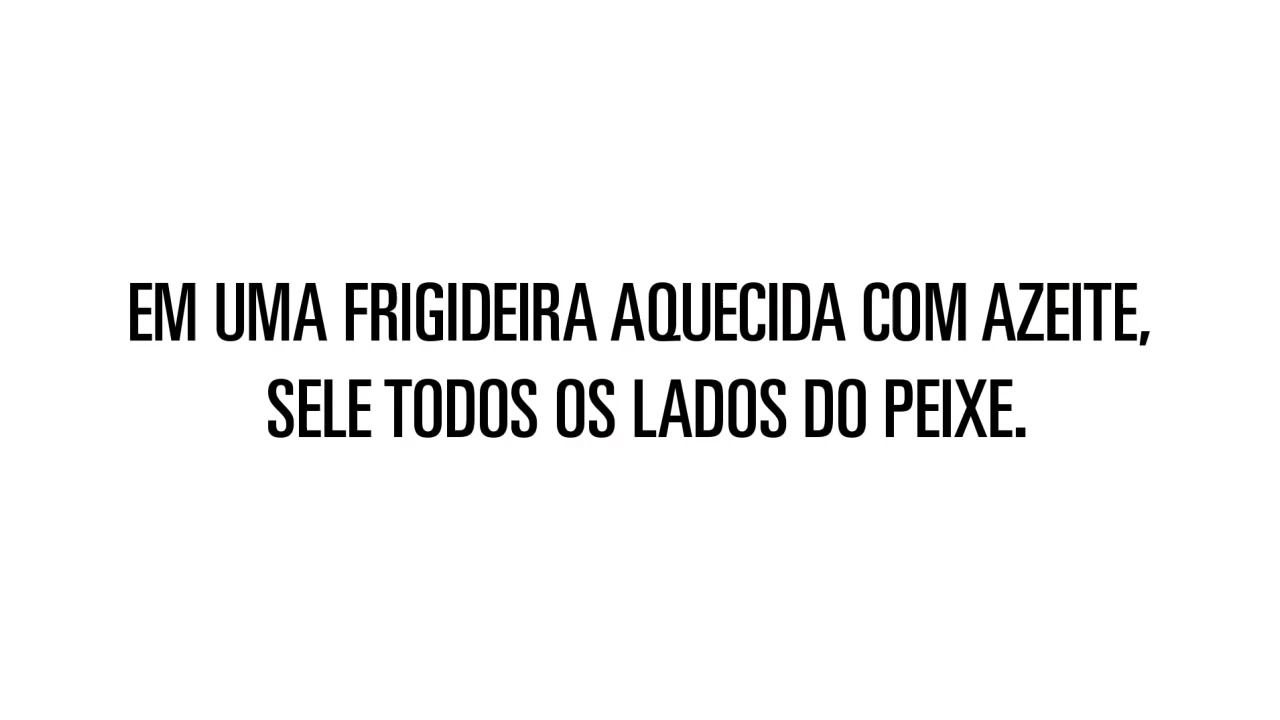 EM UMA FRIGIDEIRA AQUECIDA COM AZEITE,
SELE TODOS OS LADOS DO PEIXE.